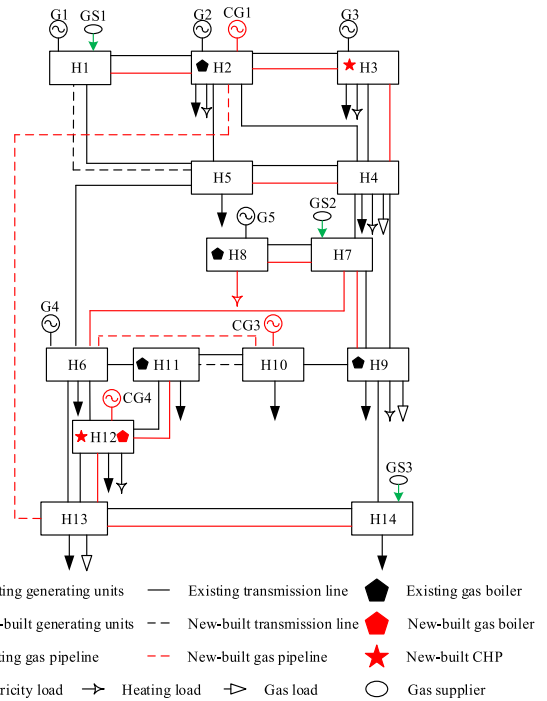 G1 GS1 G2 CG1 G3
H1 H2 H3
H5 H4
GS2
G5
H8 H7
G4
CG3
H6 H11 H10 H9
CG4
H12
GS3
H13 H14
ting generating units Existing transmission line Existing gas boiler
-built generating units New-built transmission line New-built gas boiler
ting gas pipeline New-built gas pipeline New-built CHP
tricity load Heating load Gas load Gas supplier